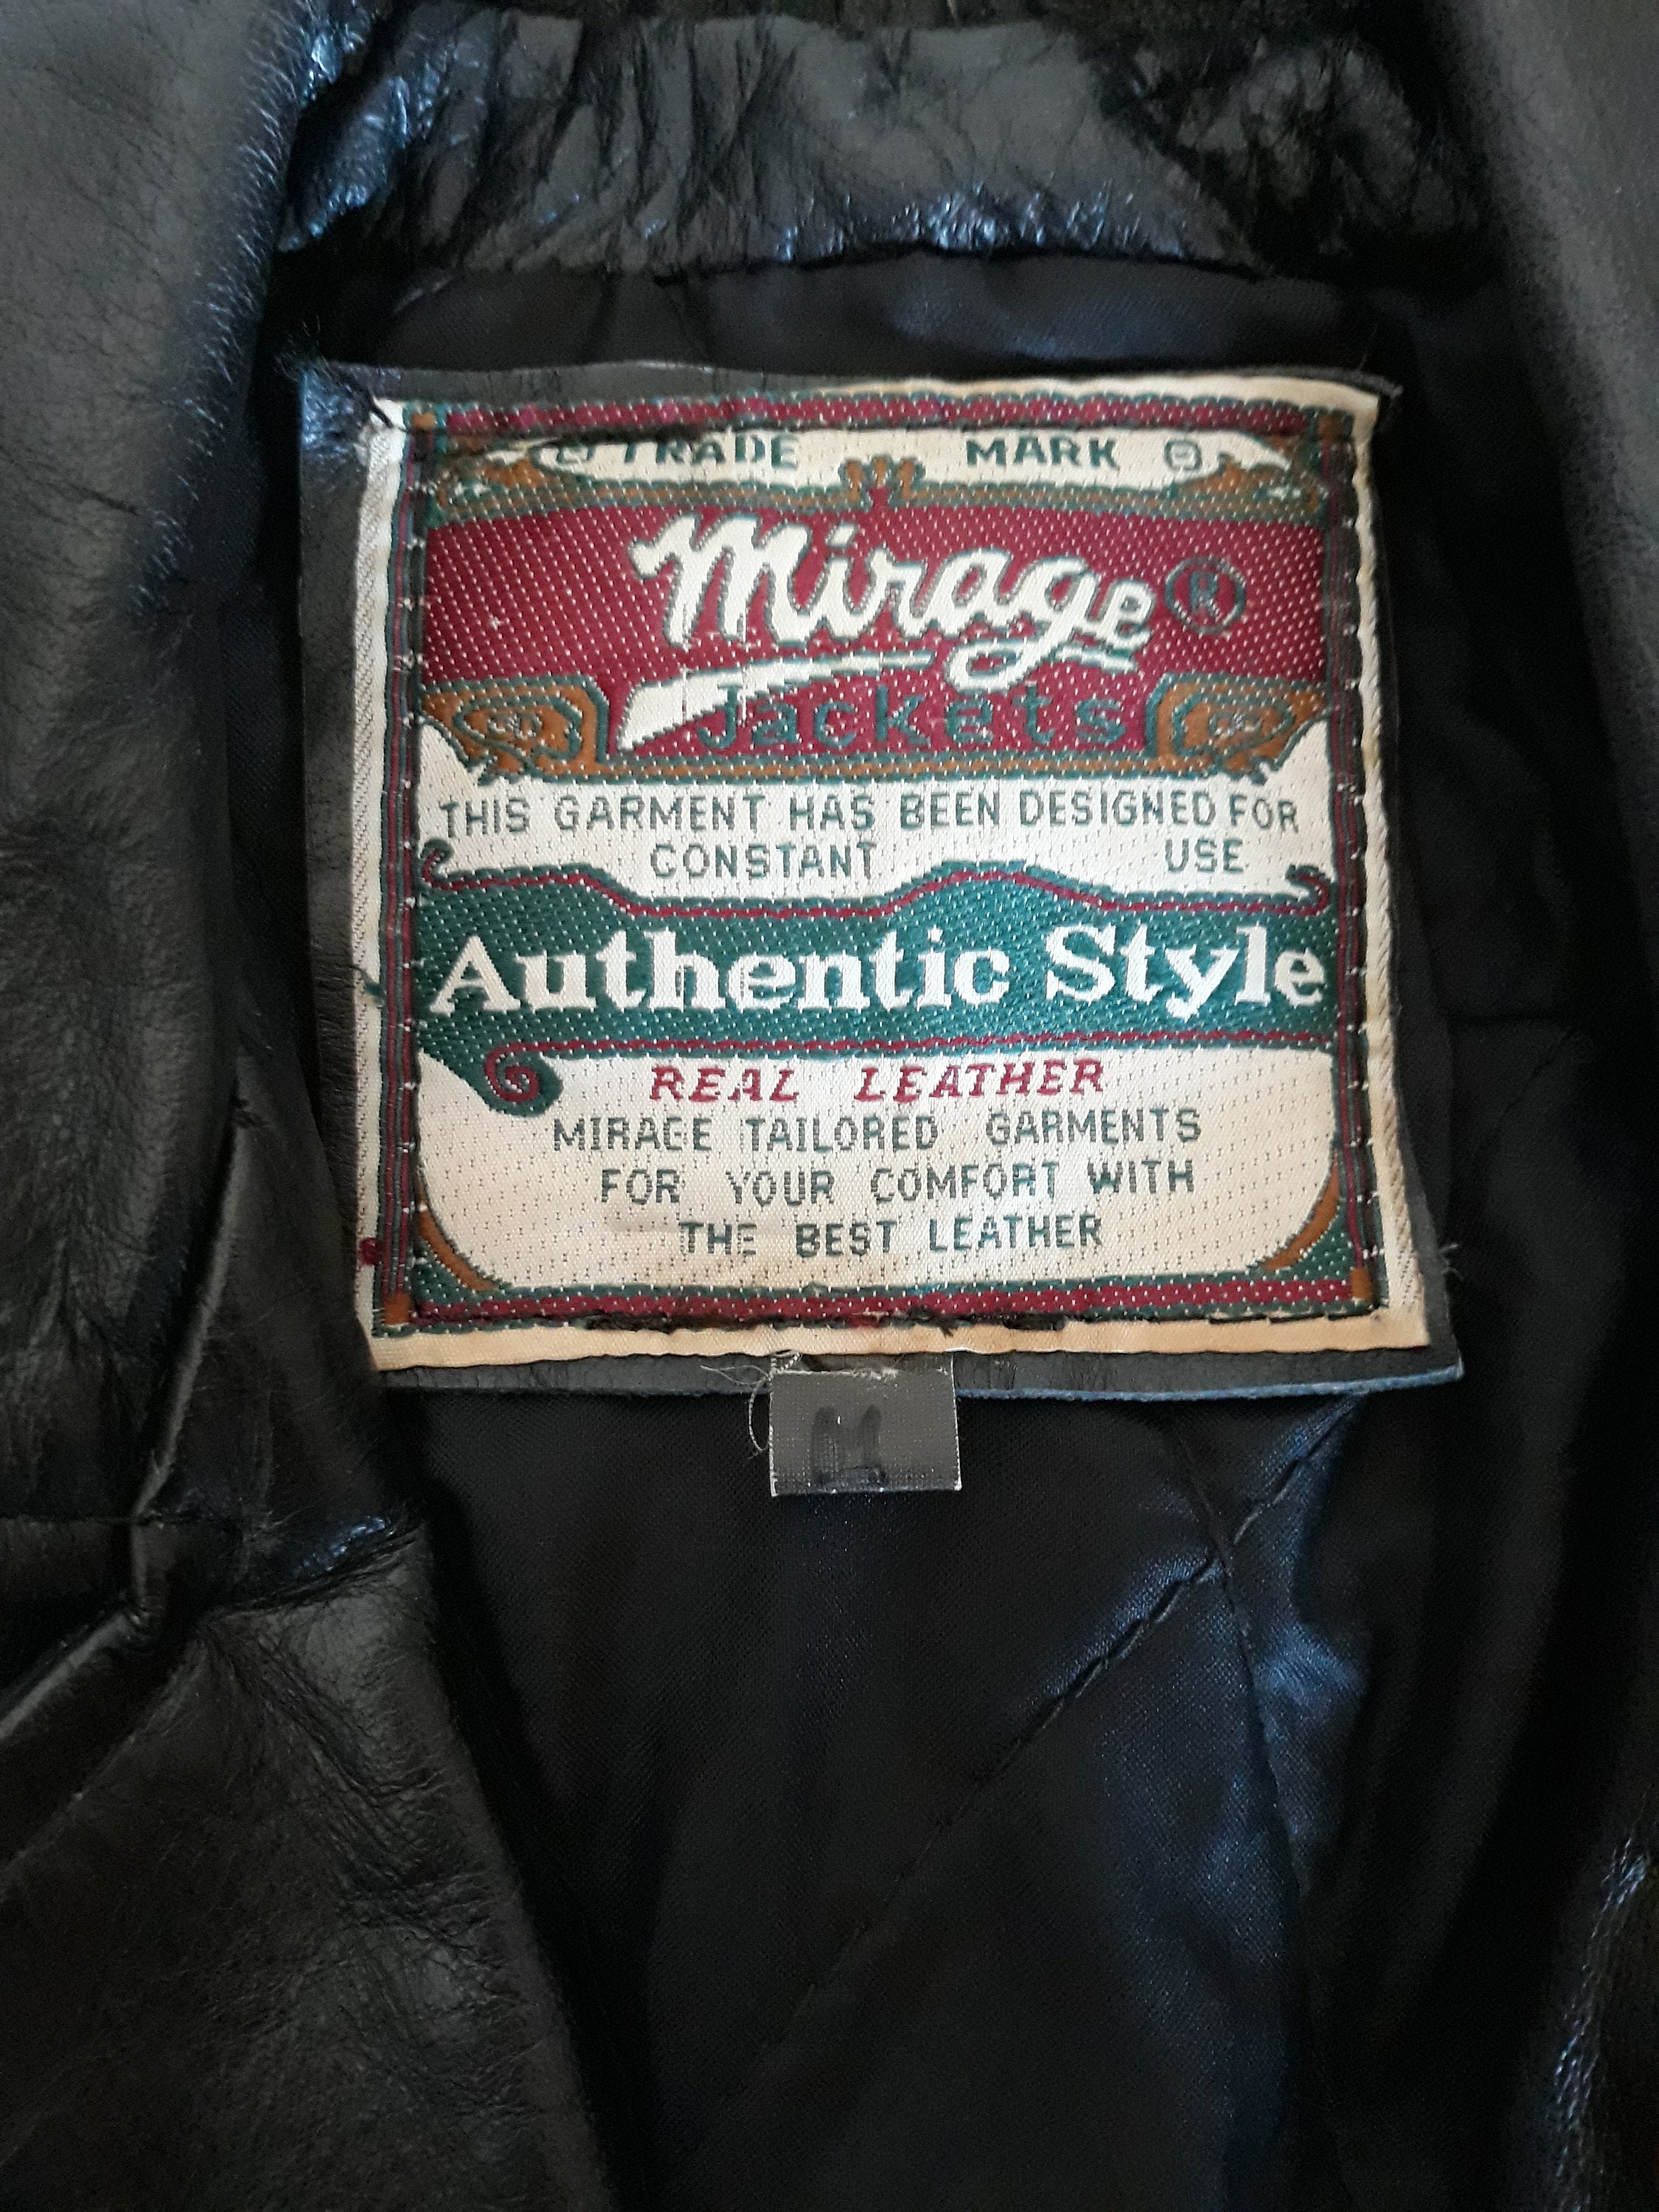 TRADE MARK
Mirage ®
Jackets
THIS GARMENT HAS BEEN DESIGNED FOR
CONSTANT USE
Authentic Style
REAL LEATHER
MIRAGE TAILORED GARMENTS
FOR YOUR COMFORT WITH
THE BEST LEATHER
M